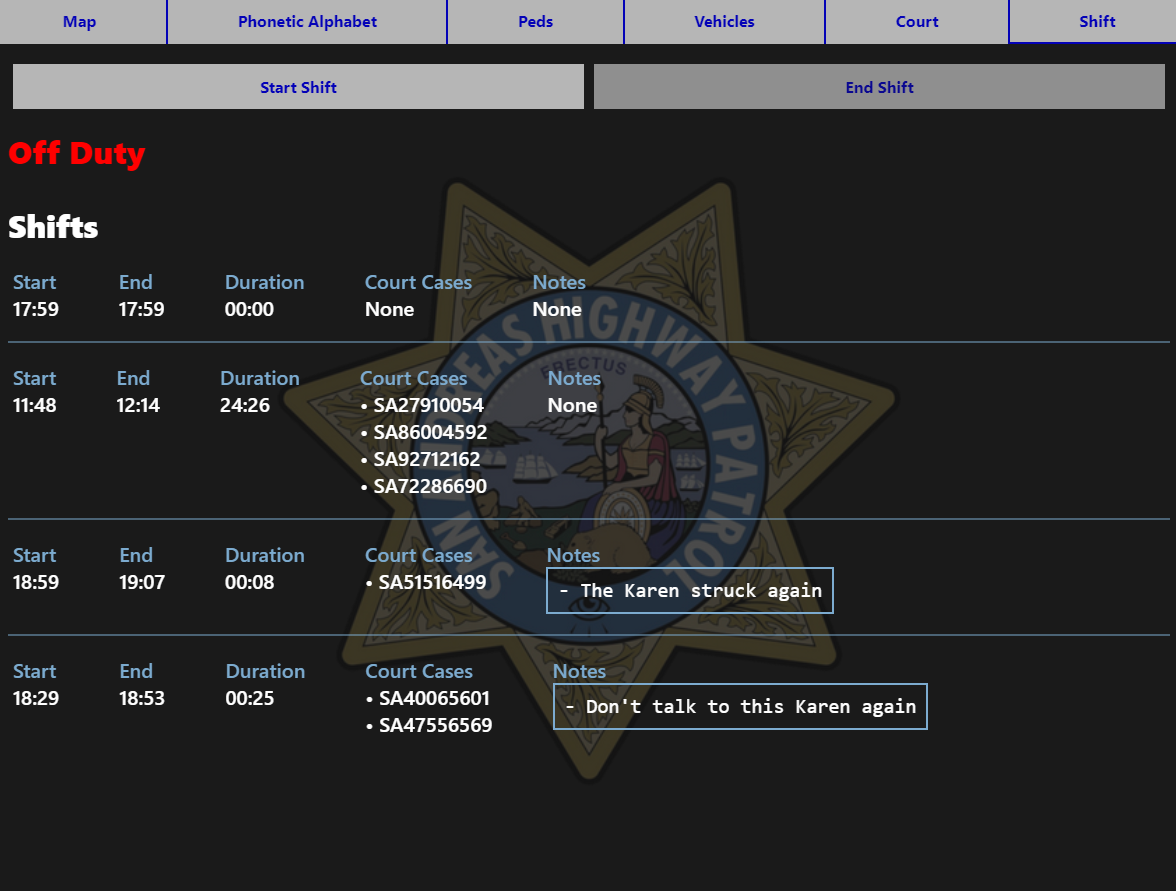 Map Phonetic Alphabet Peds Vehicles Court Shift
Start Shift End Shift
Off Duty
Shifts
Start End Duration Court Cases Notes
17:59 17:59 00:00 None None
Start End Duration Court Cases Notes
11:48 12:14 24:26 • SA27910054 None
• SA86004592
• SA92712162
• SA72286690
Start End Duration Court Cases Notes
18:59 19:07 00:08 • SA51516499 - The Karen struck again
Start End Duration Court Cases Notes
18:29 18:53 00:25 • SA40065601 - Don't talk to this Karen again
• SA47556569
SAN ANDREAS HIGHWAY PATROL
ERECTUS